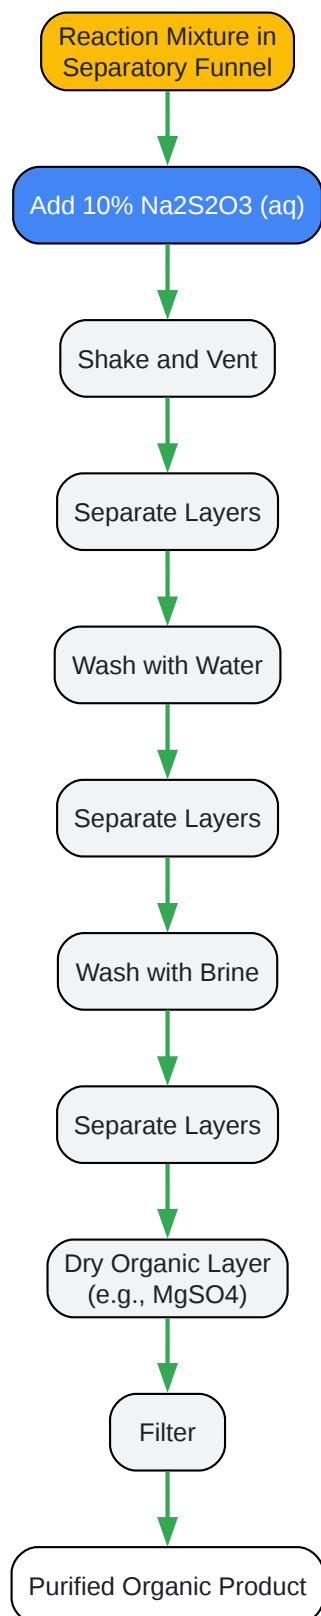 Reaction Mixture in
Separatory Funnel
Add 10% Na2S2O3 (aq)
Shake and Vent
Separate Layers
Wash with Water
Separate Layers
Wash with Brine
Separate Layers
Dry Organic Layer
(e.g., MgSO4)
Filter
Purified Organic Product